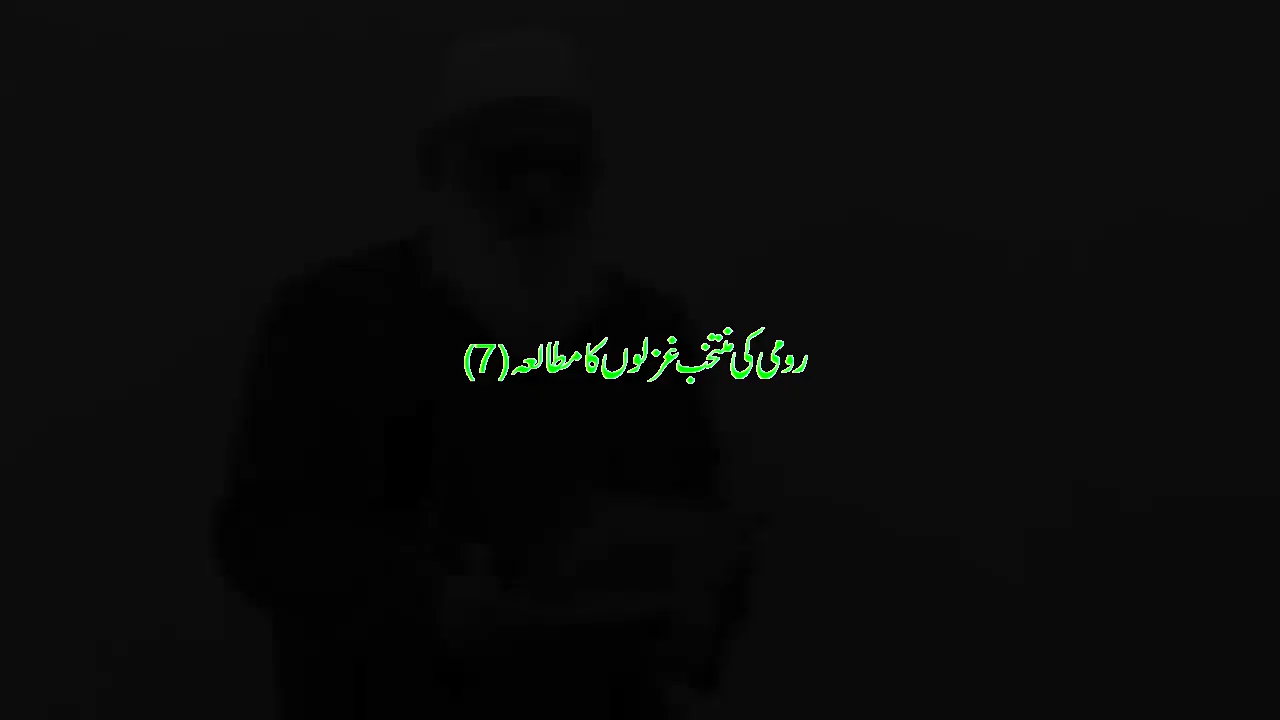 رومی کی منتخب غزلوں کا مطالعہ (7)